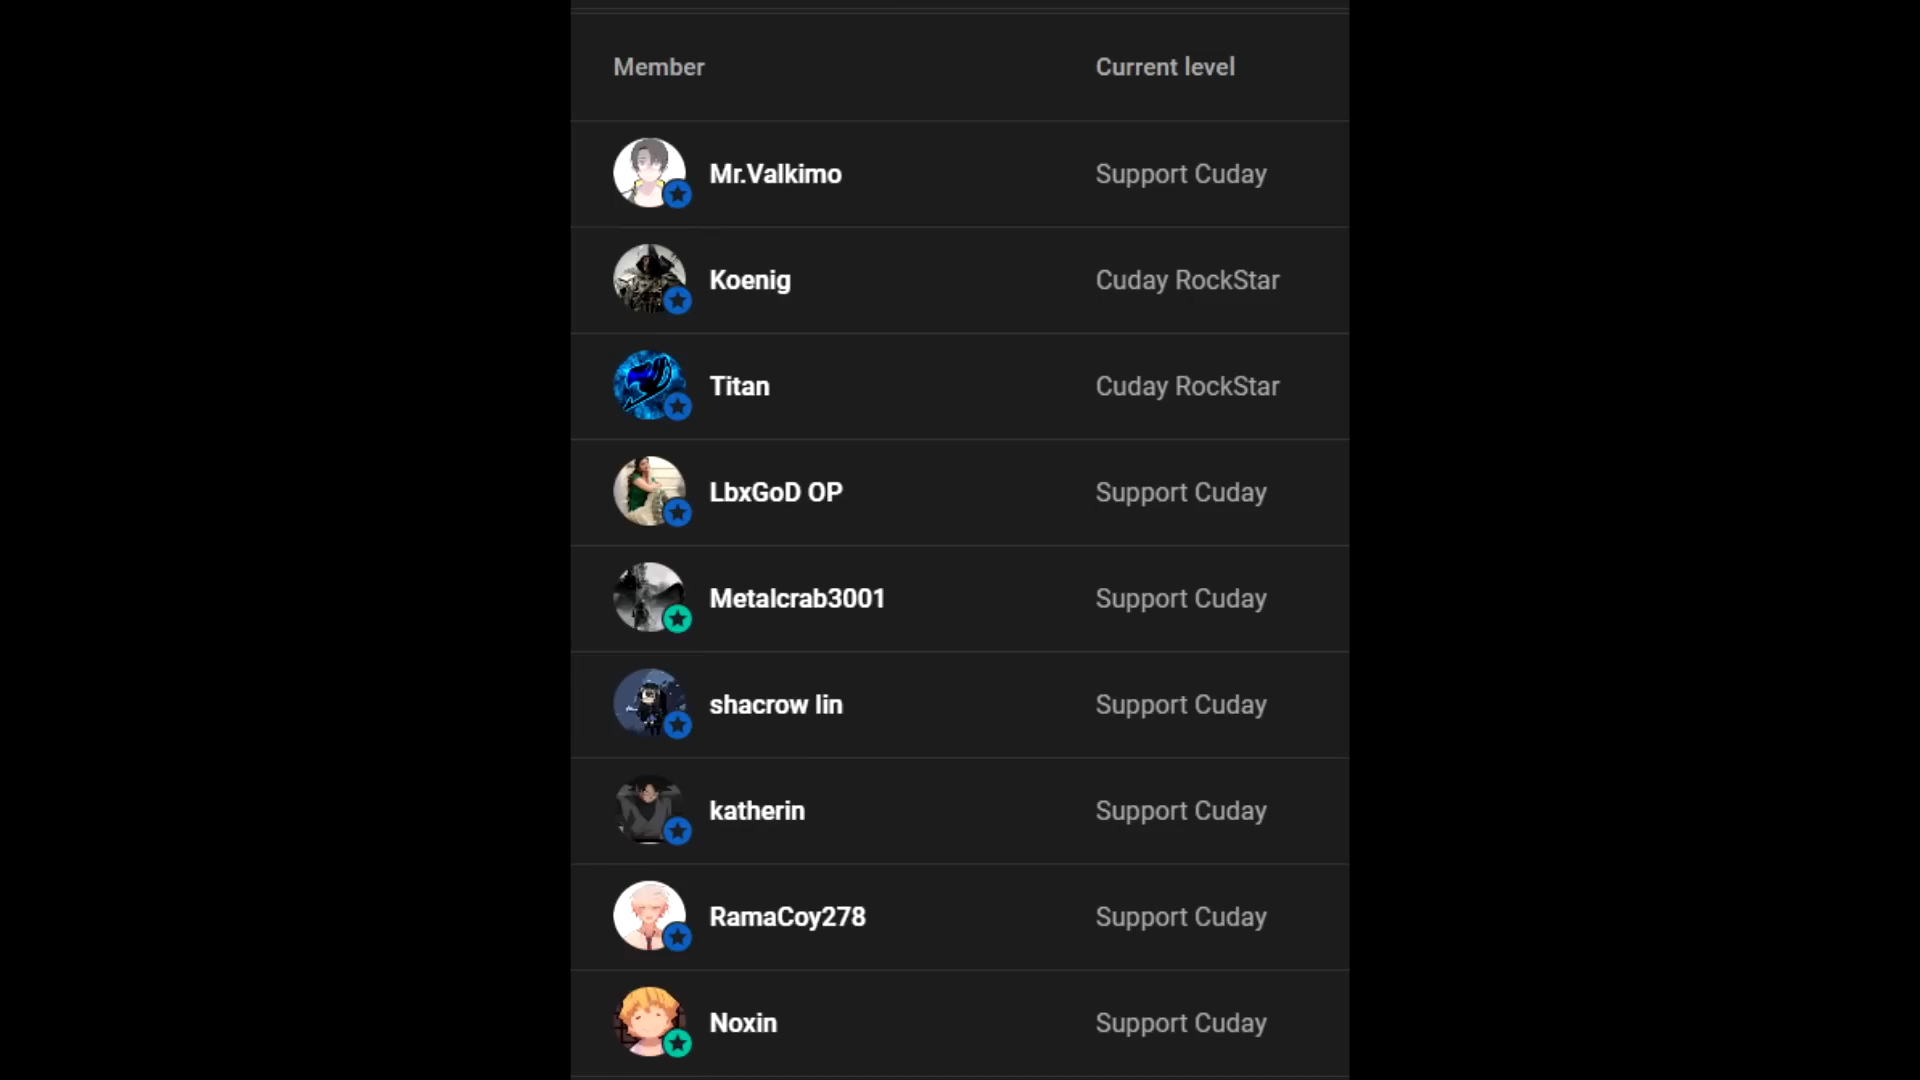 Member Current level
Mr.Valkimo Support Cuday
Koenig Cuday RockStar
Titan Cuday RockStar
LbxGoD OP Support Cuday
Metalcrab3001 Support Cuday
shacrow lin Support Cuday
katherin Support Cuday
RamaCoy278 Support Cuday
Noxin Support Cuday